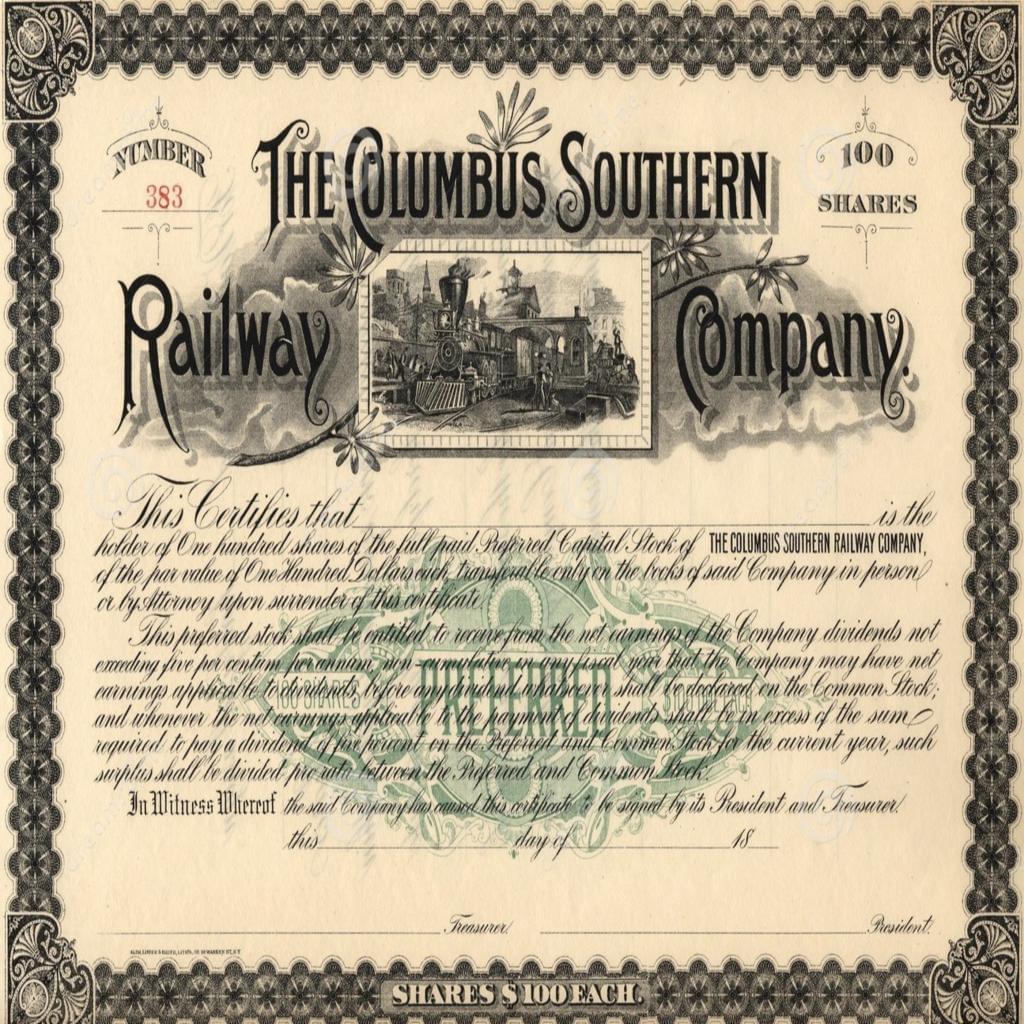 NUMBER
383
THE COLUMBUS SOUTHERN
100
SHARES
Railway Company.
This Certifies that is the
holder of One hundred shares of the full paid Preferred Capital Stock of THE COLUMBUS SOUTHERN RAILWAY COMPANY,
of the par value of One Hundred Dollars each, transferable only on the books of said Company in person
or by Attorney upon surrender of this certificate.
This preferred stock shall be entitled to receive from the net earnings of the Company dividends not
exceeding five per centum per annum, non cumulative in any fiscal year that the Company may have net
earnings applicable to dividends, before any dividend whatsoever shall be declared on the Common Stock;
and whenever the net earnings applicable to the payment of dividends shall be in excess of the sum
required to pay a dividend of five percent on the Preferred and Common Stock for the current year, such
surplus shall be divided pro rata between the Preferred and Common Stock.
100 SHARES PREFERRED
In Witness Whereof the said Company has caused this certificate to be signed by its President and Treasurer.
this day of 18
Treasurer. President.
SHARES $100 EACH.